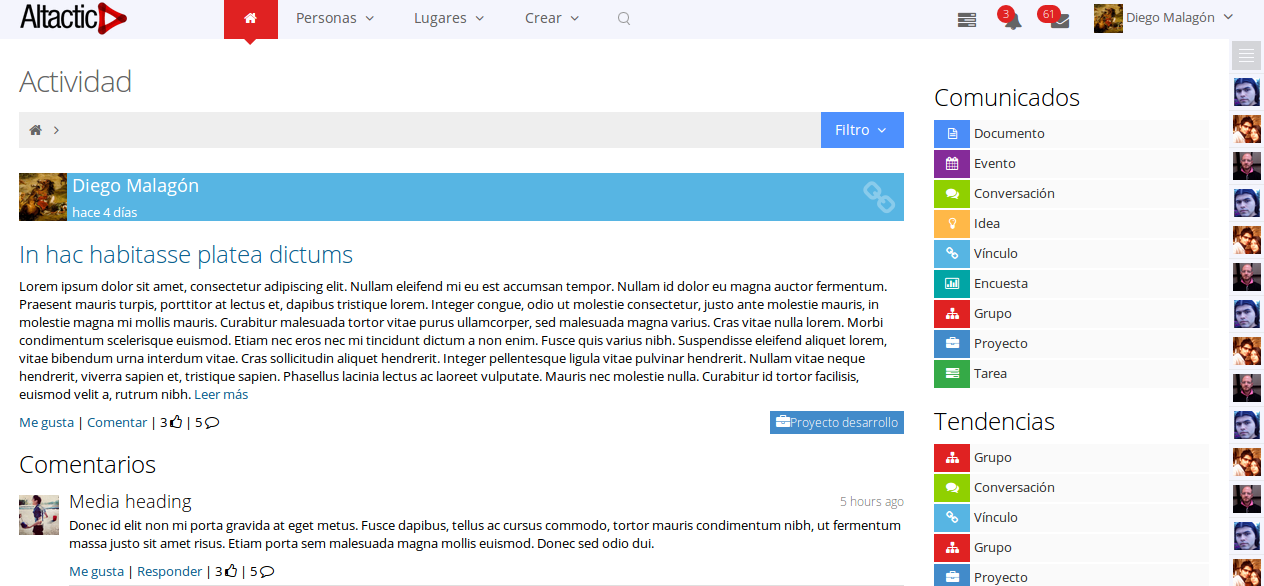 Altactic
Personas
Lugares
Crear
3
61
Diego Malagón
Actividad
Filtro
Diego Malagón
hace 4 días
In hac habitasse platea dictums
Lorem ipsum dolor sit amet, consectetur adipiscing elit. Nullam eleifend mi eu est accumsan tempor. Nullam id dolor eu magna auctor fermentum.
Praesent mauris turpis, porttitor at lectus et, dapibus tristique lorem. Integer congue, odio ut molestie consectetur, justo ante molestie mauris, in
molestie magna mi mollis mauris. Curabitur malesuada tortor vitae purus ullamcorper, sed malesuada magna varius. Cras vitae nulla lorem. Morbi
condimentum scelerisque euismod. Etiam nec eros nec mi tincidunt dictum a non enim. Fusce quis varius nibh. Suspendisse eleifend aliquet lorem,
vitae bibendum urna interdum vitae. Cras sollicitudin aliquet hendrerit. Integer pellentesque ligula vitae pulvinar hendrerit. Nullam vitae neque
hendrerit, viverra sapien et, tristique sapien. Phasellus lacinia lectus ac laoreet vulputate. Mauris nec molestie nulla. Curabitur id tortor facilisis,
euismod velit a, rutrum nibh. Leer más
Me gusta | Comentar | 3 | 5
Proyecto desarrollo
Comentarios
Media heading
5 hours ago
Donec id elit non mi porta gravida at eget metus. Fusce dapibus, tellus ac cursus commodo, tortor mauris condimentum nibh, ut fermentum
massa justo sit amet risus. Etiam porta sem malesuada magna mollis euismod. Donec sed odio dui.
Me gusta | Responder | 3 | 5
Comunicados
Documento
Evento
Conversación
Idea
Vínculo
Encuesta
Grupo
Proyecto
Tarea
Tendencias
Grupo
Conversación
Vínculo
Grupo
Proyecto